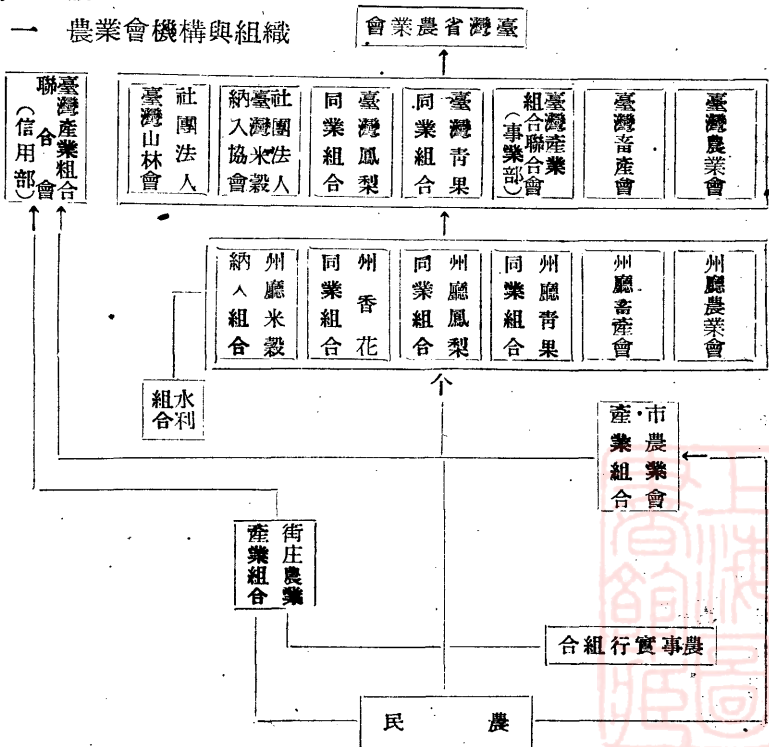 一 農業會機構與組織
臺灣省農業會
臺灣農業會
臺灣畜產會
臺灣產業
組合聯合會
（事業部）
臺灣青果
同業組合
臺灣鳳梨
同業組合
社團法人
臺灣米穀
納入協會
社團法人
臺灣山林會
臺灣產業組合
聯合會
（信用部）
州廳農業會
州廳畜產會
州廳青果
同業組合
州廳鳳梨
同業組合
州香花
同業組合
州廳米穀
納入組合
水利
組合
市農業會
產業組合
街庄農業
產業組合
農事實行組合
農民